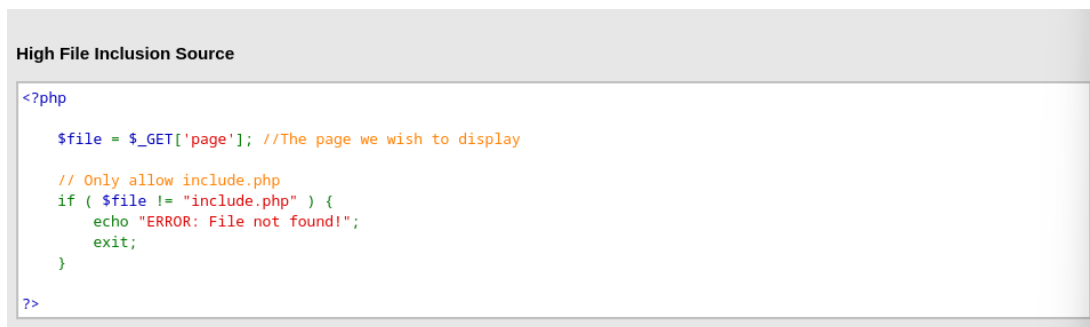 High File Inclusion Source
<?php
$file = $_GET['page']; //The page we wish to display
// Only allow include.php
if ( $file != "include.php" ) {
echo "ERROR: File not found!";
exit;
}
?>